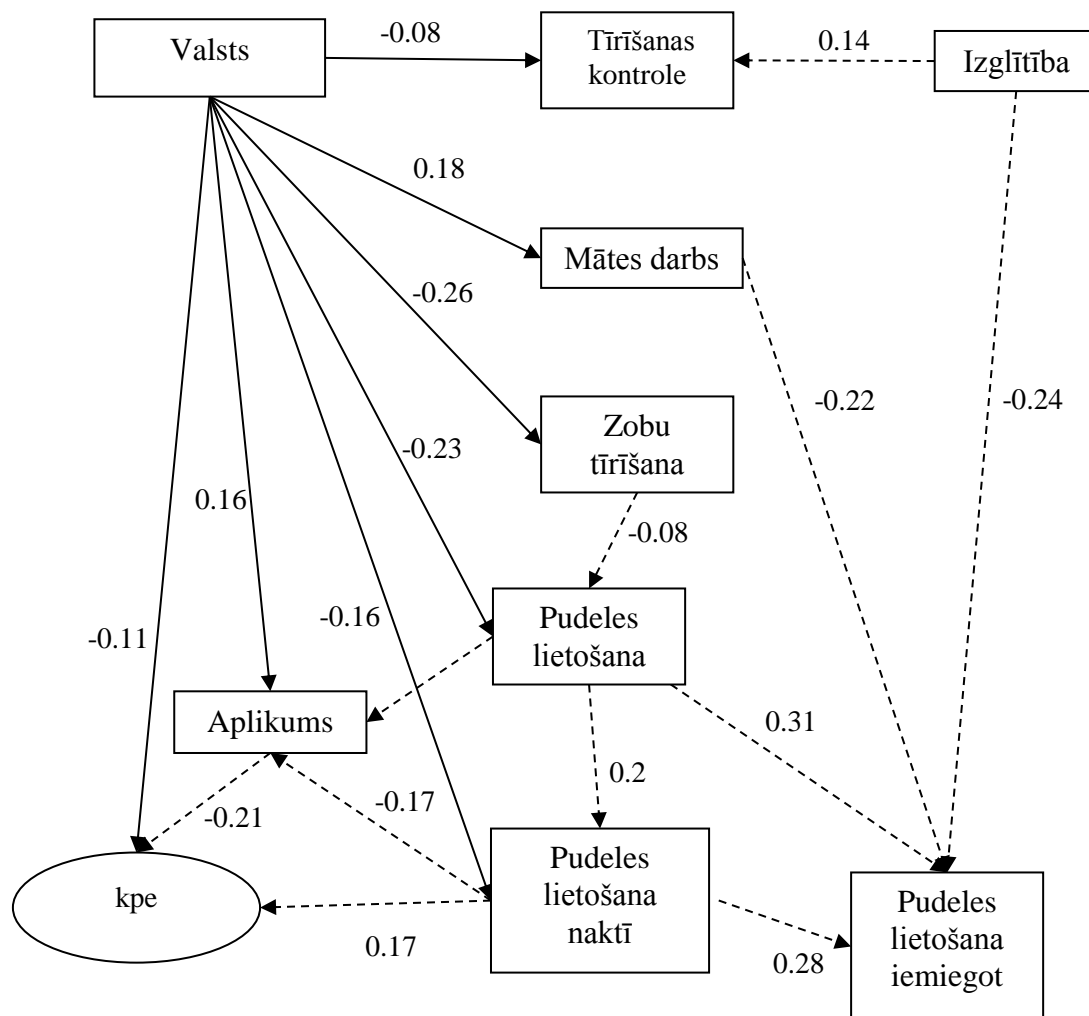 -0.08
Valsts
Tīrīšanas
kontrole
0.14
Izglītība
0.18
Mātes darbs
-0.26
-0.22
-0.24
Zobu
tīrīšana
-0.23
0.16
-0.08
-0.11
-0.16
Pudeles
lietošana
Aplikums
0.31
0.2
-0.17
-0.21
Pudeles
lietošana
naktī
kpe
Pudeles
lietošana
iemiegot
0.17
0.28